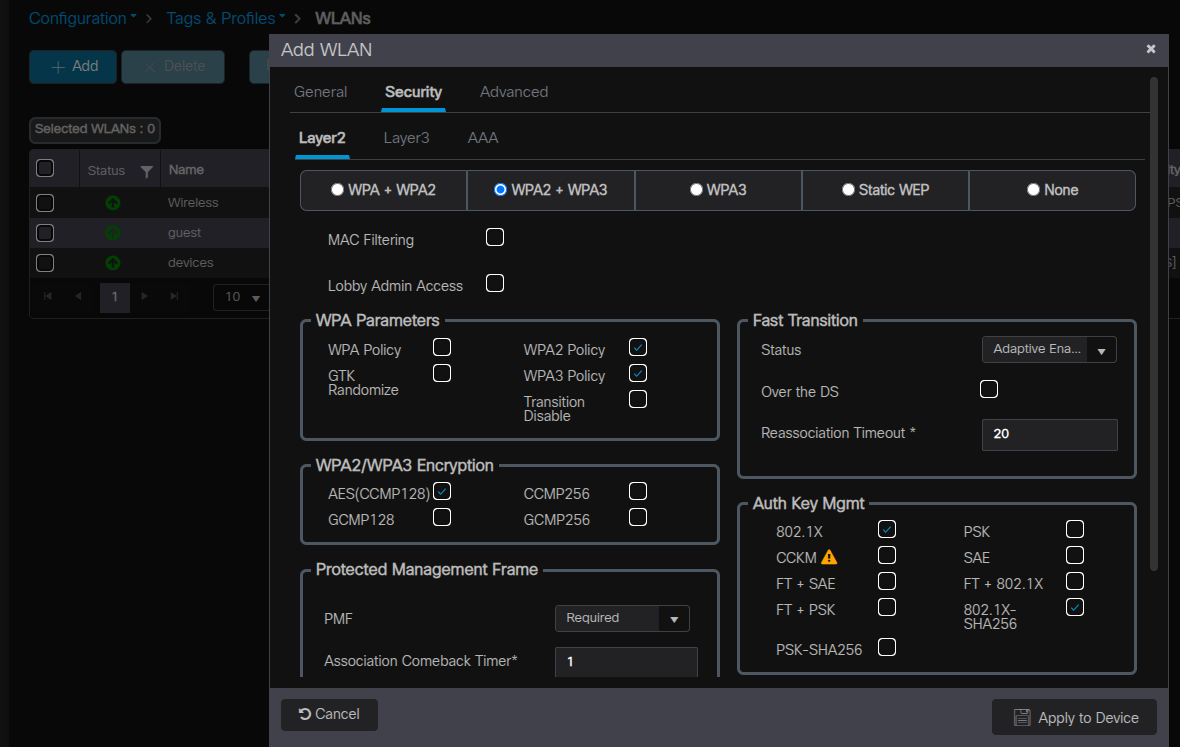 Configuration > Tags & Profiles > WLANs
Add Delete
Selected WLANs : 0
Status Name
Wireless
guest
devices
1 10
Add WLAN
General Security Advanced
Layer2 Layer3 AAA
WPA + WPA2 WPA2 + WPA3 WPA3 Static WEP None
MAC Filtering
Lobby Admin Access
WPA Parameters
WPA Policy WPA2 Policy
GTK Randomize WPA3 Policy
Transition Disable
WPA2/WPA3 Encryption
AES(CCMP128) CCMP256
GCMP128 GCMP256
Protected Management Frame
PMF Required
Association Comeback Timer* 1
Fast Transition
Status Adaptive Ena...
Over the DS
Reassociation Timeout * 20
Auth Key Mgmt
802.1X PSK
CCKM SAE
FT + SAE FT + 802.1X
FT + PSK 802.1X-
SHA256
PSK-SHA256
Cancel Apply to Device